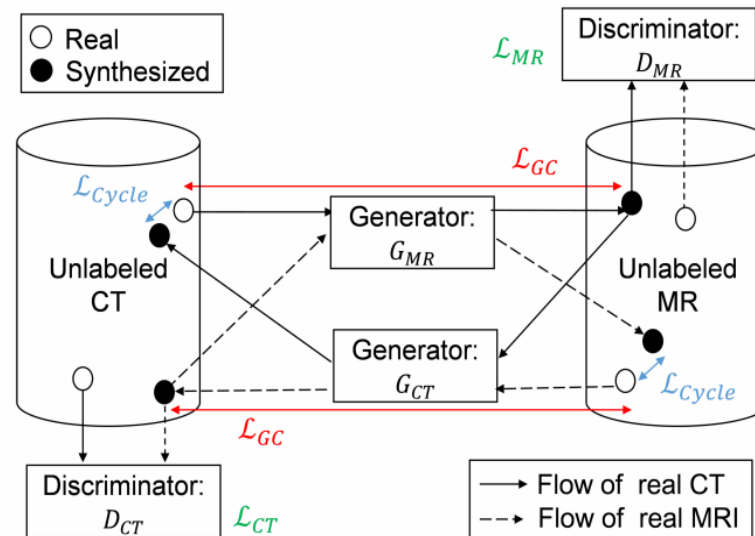 Real
Synthesized
Discriminator:
D_MR
ℒ_MR
ℒ_GC
ℒ_Cycle
Generator:
G_MR
Unlabeled
CT
Unlabeled
MR
Generator:
G_CT
ℒ_Cycle
ℒ_GC
Discriminator:
D_CT
ℒ_CT
Flow of real CT
Flow of real MRI